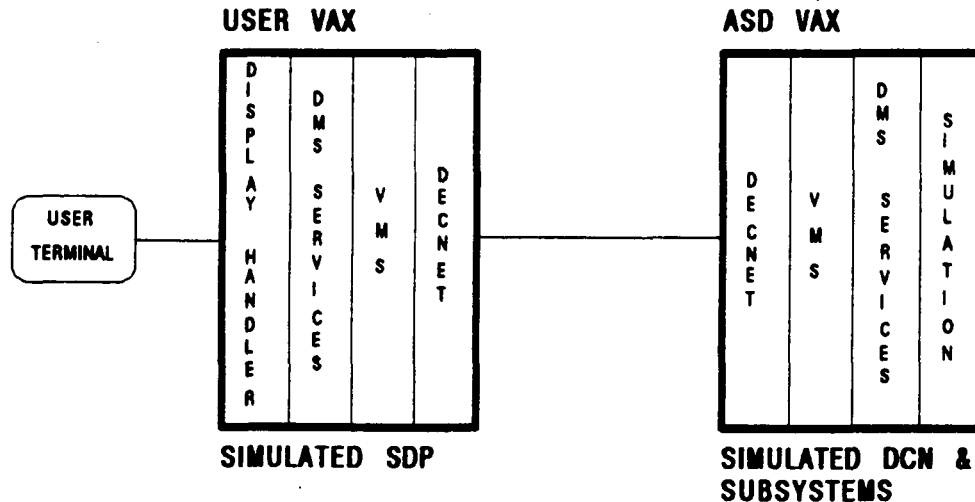 USER VAX
ASD VAX
USER
TERMINAL
DISPLAY HANDLER
DMS SERVICES
VMS
DECNET
DECNET
VMS
DMS SERVICES
SIMULATION
SIMULATED SDP
SIMULATED DCN &
SUBSYSTEMS